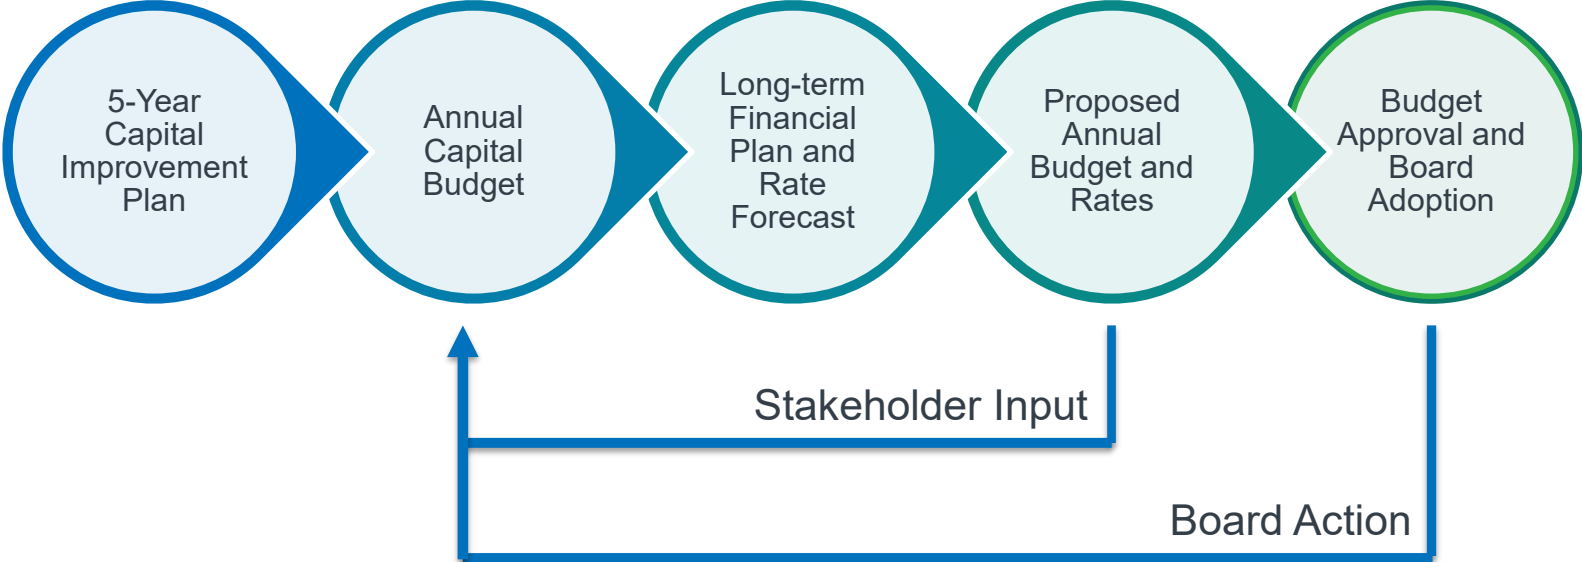 5-Year
Capital
Improvement
Plan
Annual
Capital
Budget
Long-term
Financial
Plan and
Rate
Forecast
Proposed
Annual
Budget and
Rates
Budget
Approval and
Board
Adoption
Stakeholder Input
Board Action